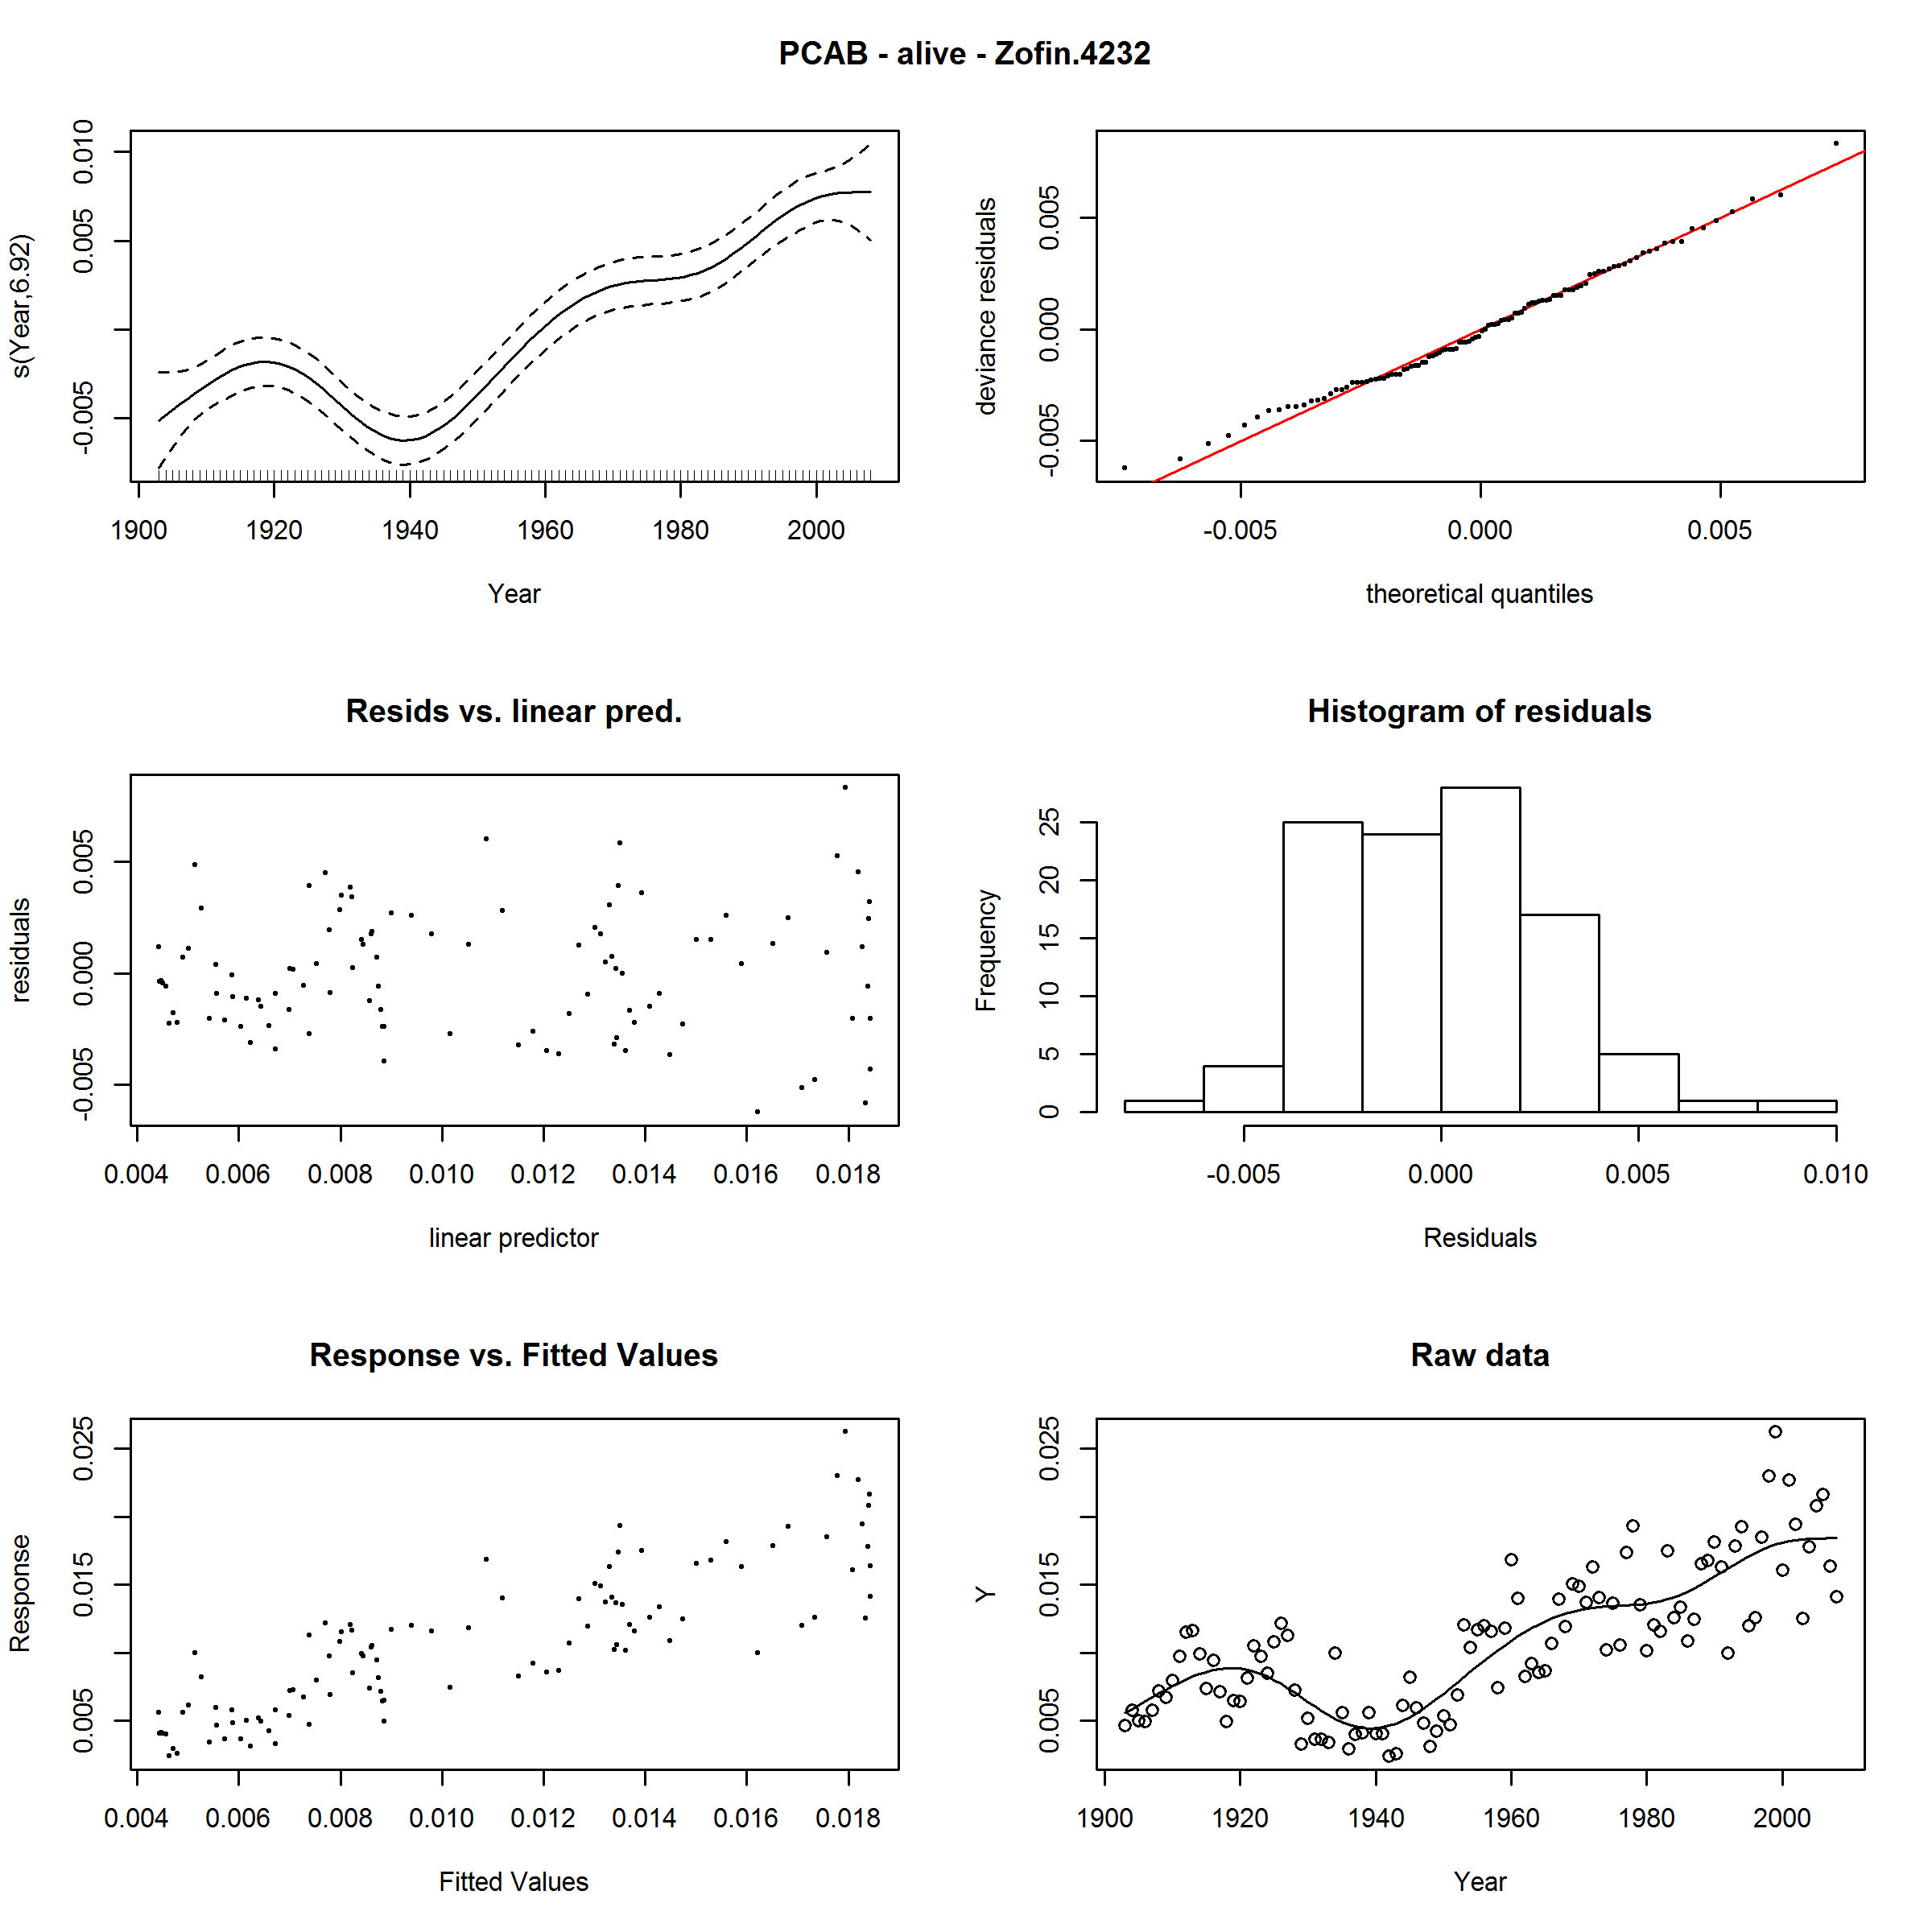 PCAB - alive - Zofin.4232
s(Year,6.92)
-0.005 0.005 0.010
1900 1920 1940 1960 1980 2000
Year
deviance residuals
-0.005 0.000 0.005
-0.005 0.000 0.005
theoretical quantiles
Resids vs. linear pred.
residuals
-0.005 0.000 0.005
0.004 0.006 0.008 0.010 0.012 0.014 0.016 0.018
linear predictor
Histogram of residuals
Frequency
0 5 10 15 20 25
-0.005 0.000 0.005 0.010
Residuals
Response vs. Fitted Values
Response
0.005 0.015 0.025
0.004 0.006 0.008 0.010 0.012 0.014 0.016 0.018
Fitted Values
Raw data
Y
0.005 0.015 0.025
1900 1920 1940 1960 1980 2000
Year